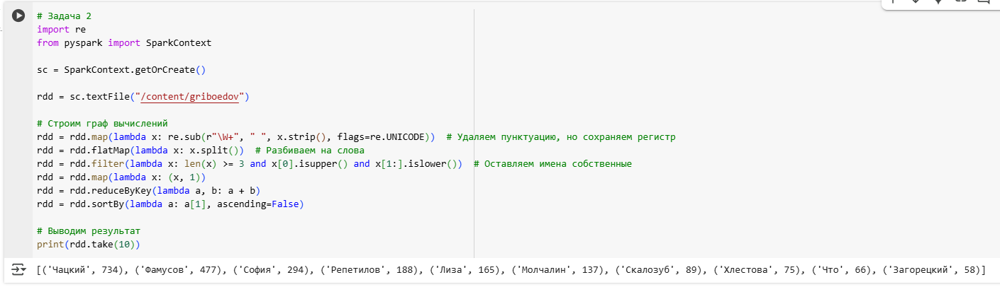 # Задача 2
import re
from pyspark import SparkContext
sc = SparkContext.getOrCreate()
rdd = sc.textFile("/content/griboedov")
# Строим граф вычислений
rdd = rdd.map(lambda x: re.sub(r"\W+", " ", x.strip(), flags=re.UNICODE))  # Удаляем пунктуацию, но сохраняем регистр
rdd = rdd.flatMap(lambda x: x.split())  # Разбиваем на слова
rdd = rdd.filter(lambda x: len(x) >= 3 and x[0].isupper() and x[1:].islower())  # Оставляем имена собственные
rdd = rdd.map(lambda x: (x, 1))
rdd = rdd.reduceByKey(lambda a, b: a + b)
rdd = rdd.sortBy(lambda a: a[1], ascending=False)
# Выводим результат
print(rdd.take(10))
[('Чацкий', 734), ('Фамусов', 477), ('София', 294), ('Репетилов', 188), ('Лиза', 165), ('Молчалин', 137), ('Скалозуб', 89), ('Хлестова', 75), ('Что', 66), ('Загорецкий', 58)]